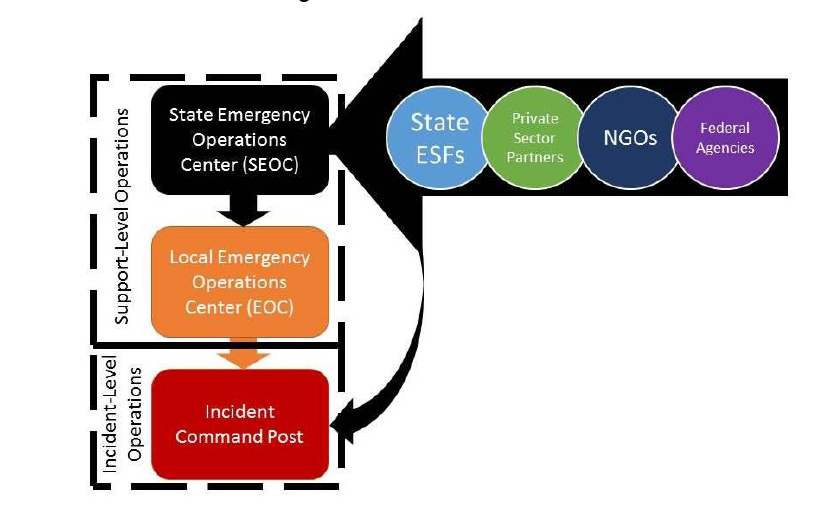 Support-Level Operations
State Emergency
Operations
Center (SEOC)
State
ESFs
Private
Sector
Partners
NGOs
Federal
Agencies
Local Emergency
Operations
Center (EOC)
Incident-Level
Operations
Incident
Command Post